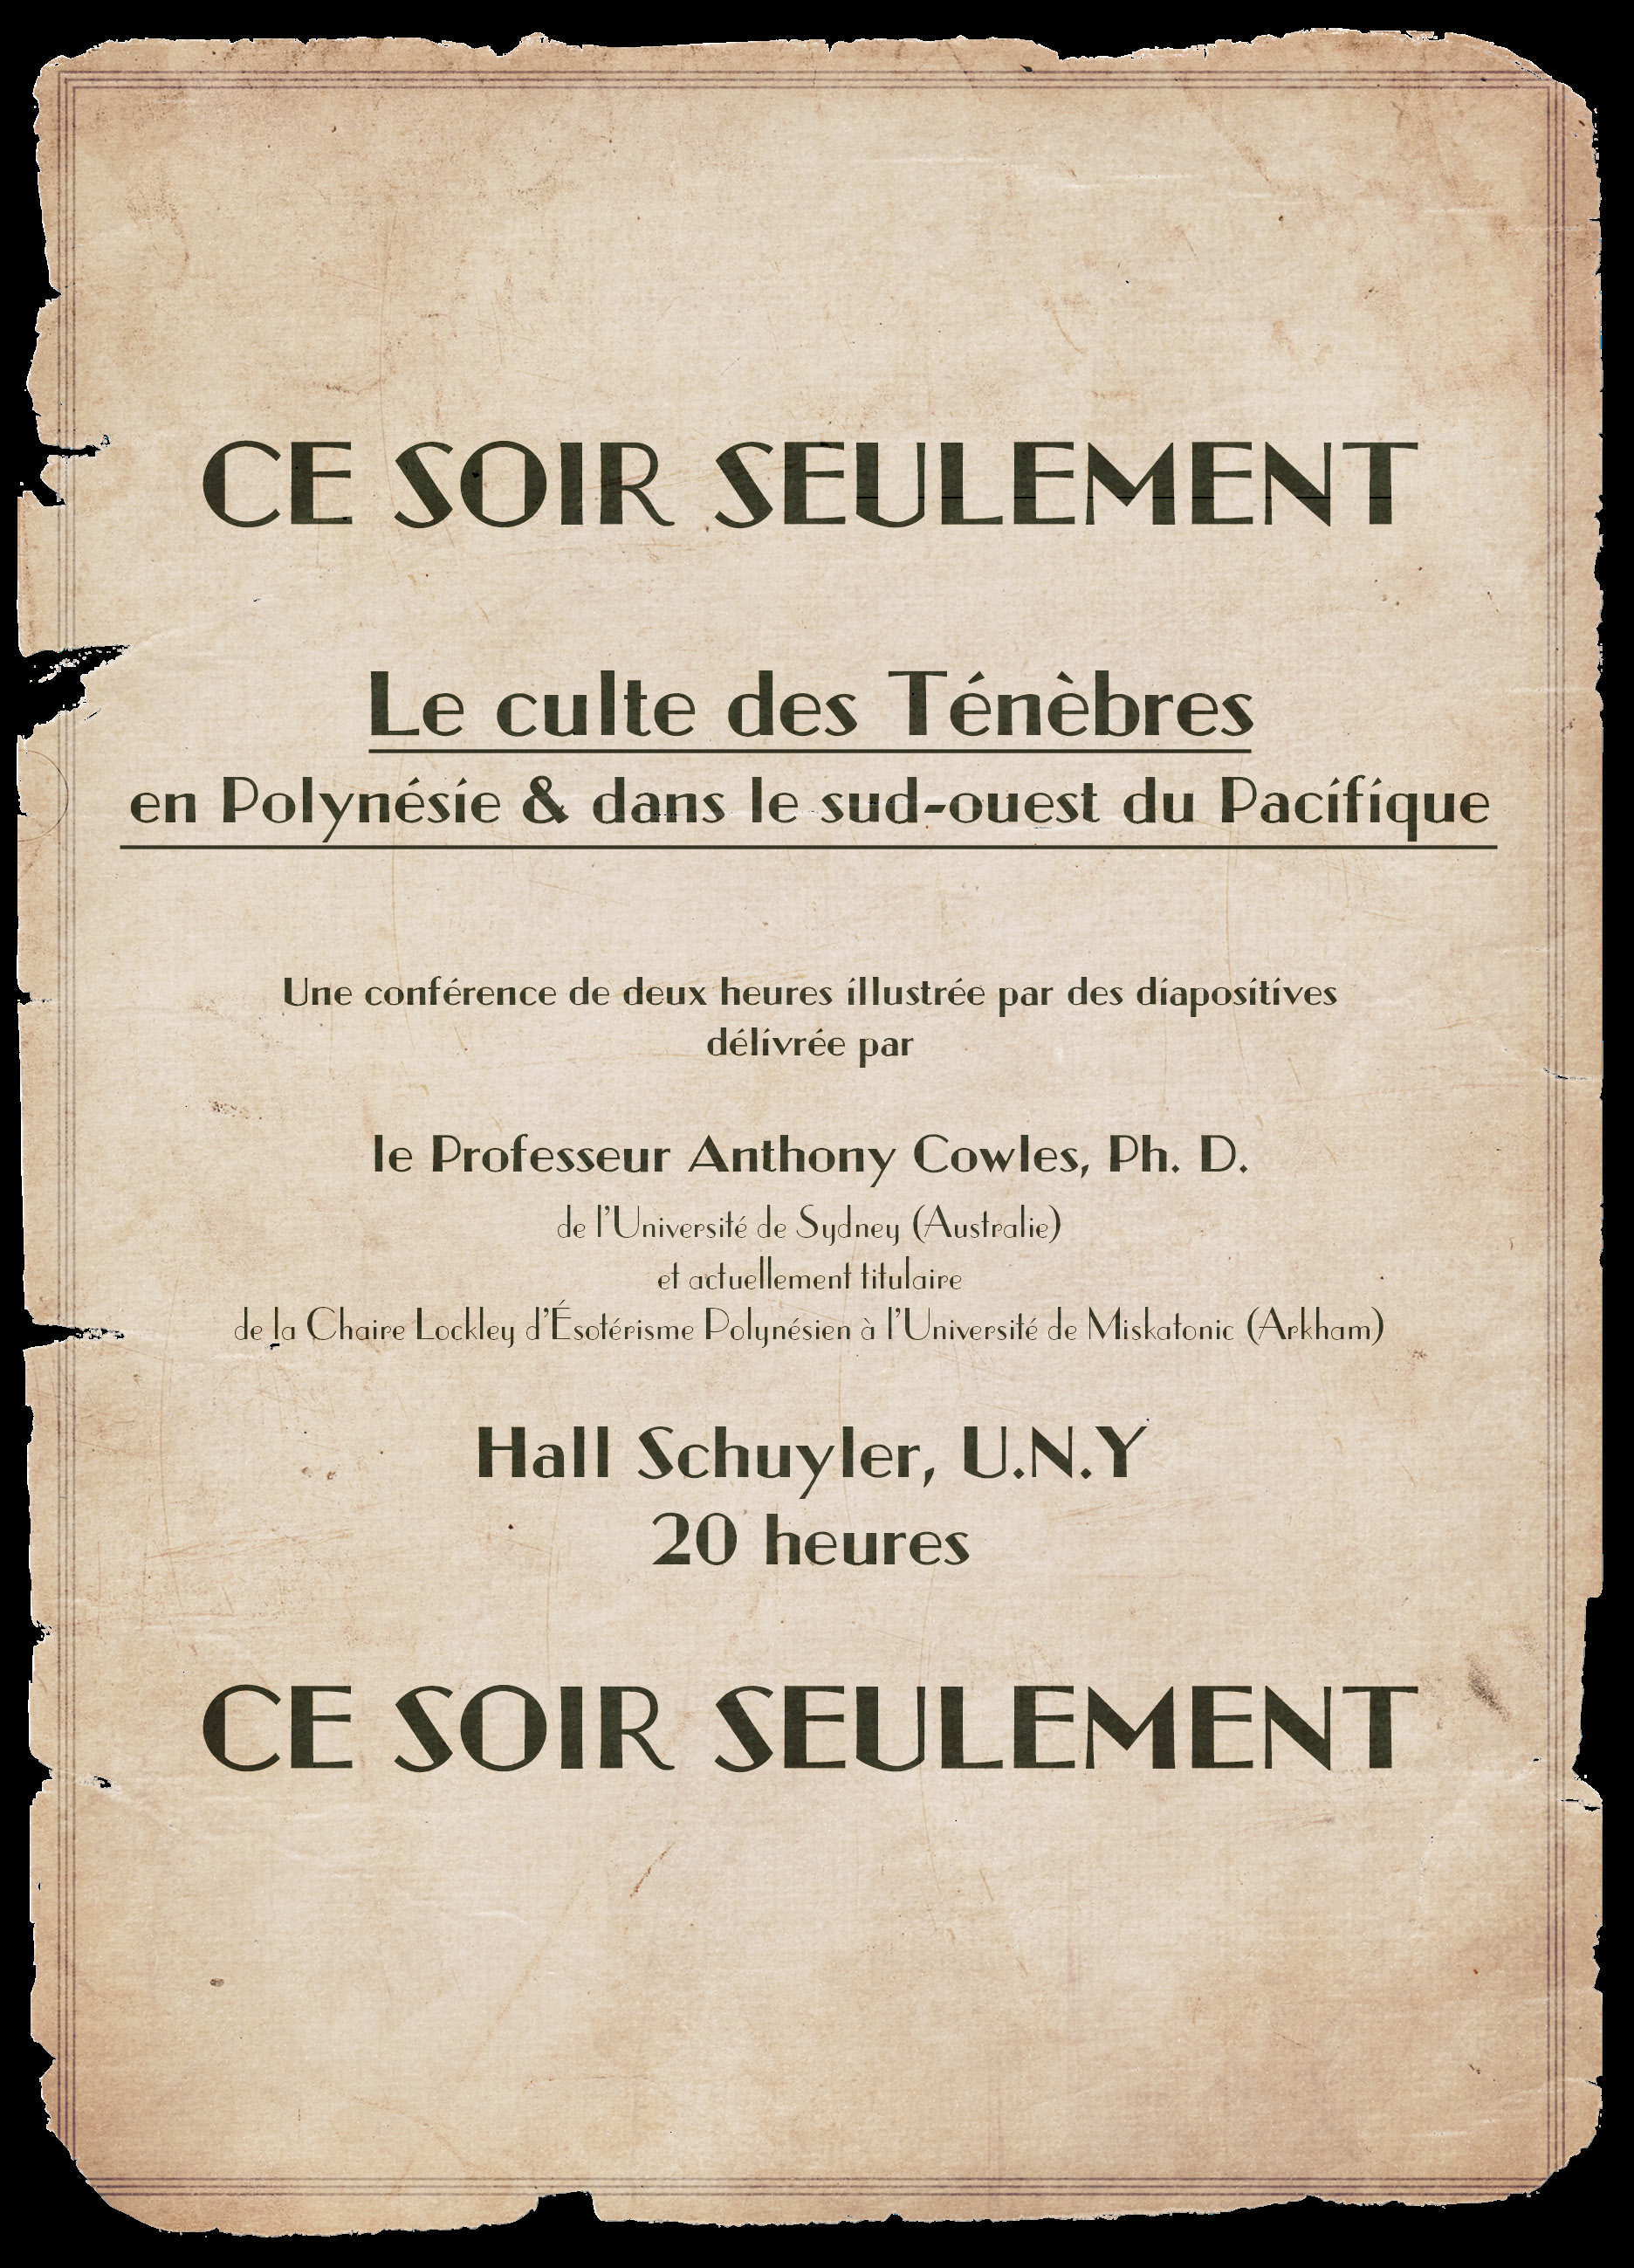 CE SOIR SEULEMENT
Le culte des Ténèbres
en Polynésie & dans le sud-ouest du Pacifique
Une conférence de deux heures illustrée par des diapositives
délivrée par
le Professeur Anthony Cowles, Ph. D.
de l'Université de Sydney (Australie)
et actuellement titulaire
de la Chaire Lockley d'Ésotérisme Polynésien à l'Université de Miskatonic (Arkham)
Hall Schuyler, U.N.Y
20 heures
CE SOIR SEULEMENT